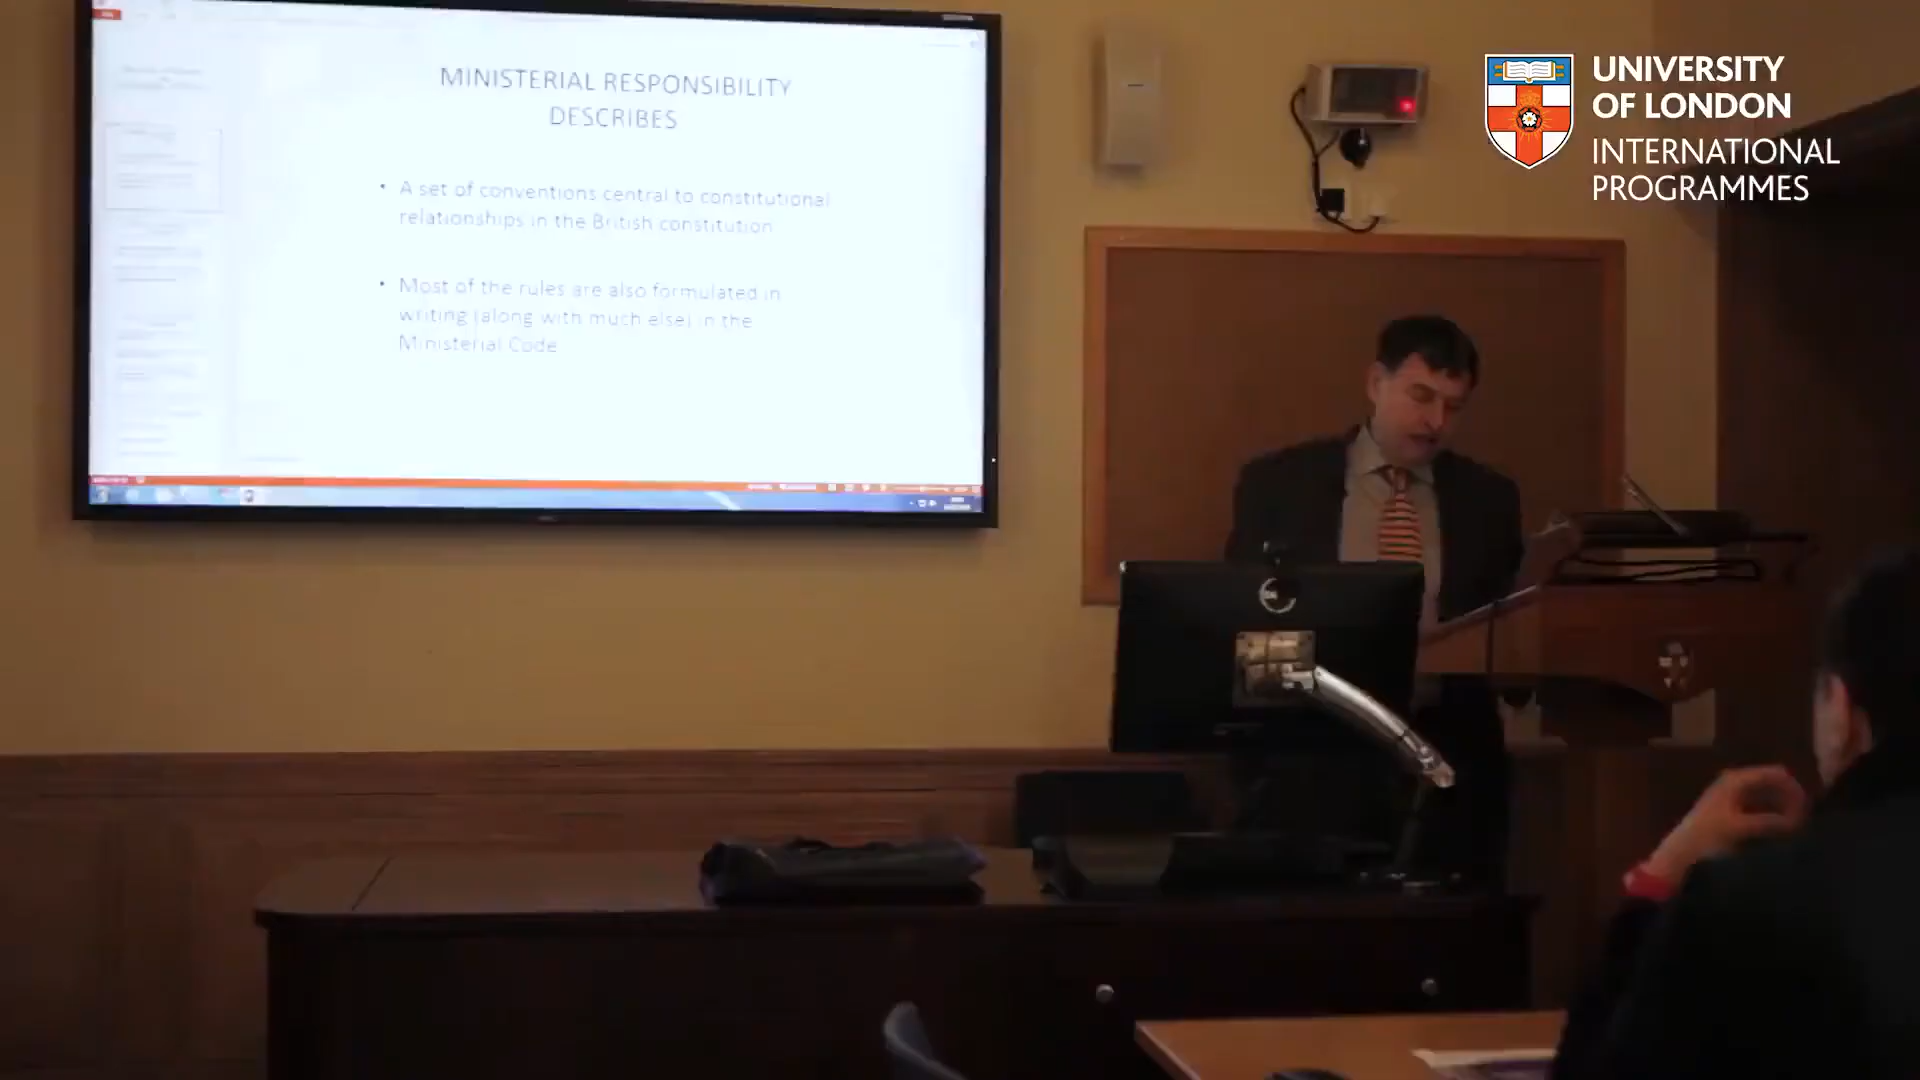 MINISTERIAL RESPONSIBILITY
DESCRIBES
• A set of conventions central to constitutional
relationships in the British constitution
• Most of the rules are also formulated in
writing (along with much else) in the
Ministerial Code
UNIVERSITY
OF LONDON
INTERNATIONAL
PROGRAMMES